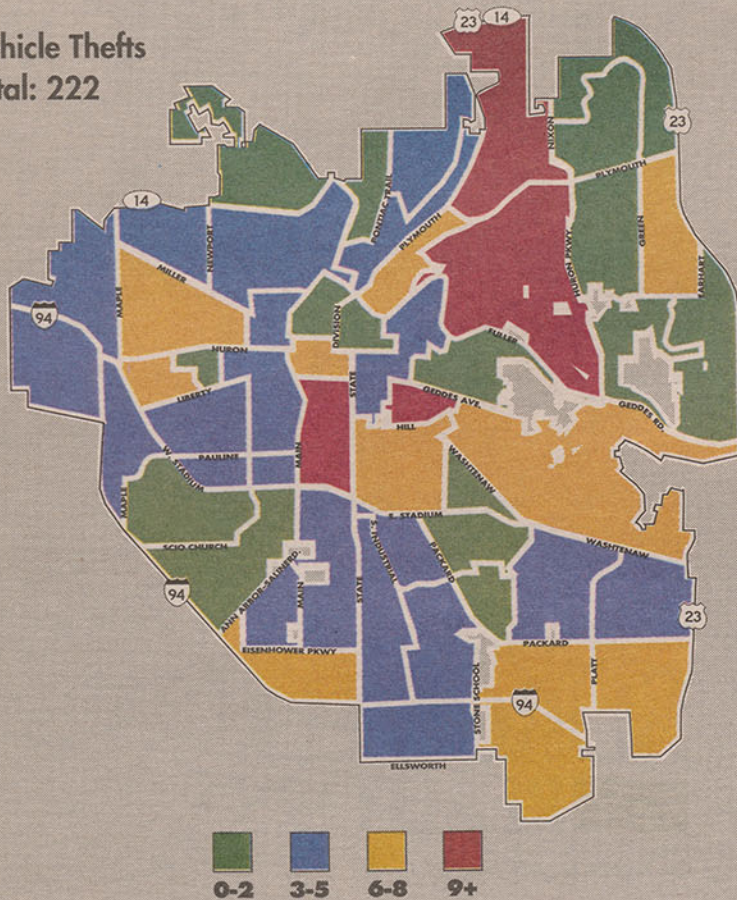 hicle Thefts
tal: 222
23
14
NIXON
23
PLYMOUTH
PONTIAC TRAIL
14
NEWPORT
PLYMOUTH
GREEN
HURON PKWY
EARHART
MILLER
MAPLE
94
DIVISION
HURON
FULLER
STATE
LIBERTY
GEDDES AVE.
GEDDES RD.
HILL
MAIN
PAULINE
W. STADIUM
WASHTENAW
MAPLE
E. STADIUM
SCIO CHURCH
S. INDUSTRIAL
PACKARD
WASHTENAW
ANN ARBOR-SALINE RD.
94
MAIN
STATE
23
EISENHOWER PKWY
PACKARD
STONE SCHOOL
PLATT
94
ELLSWORTH
0-2
3-5
6-8
9+